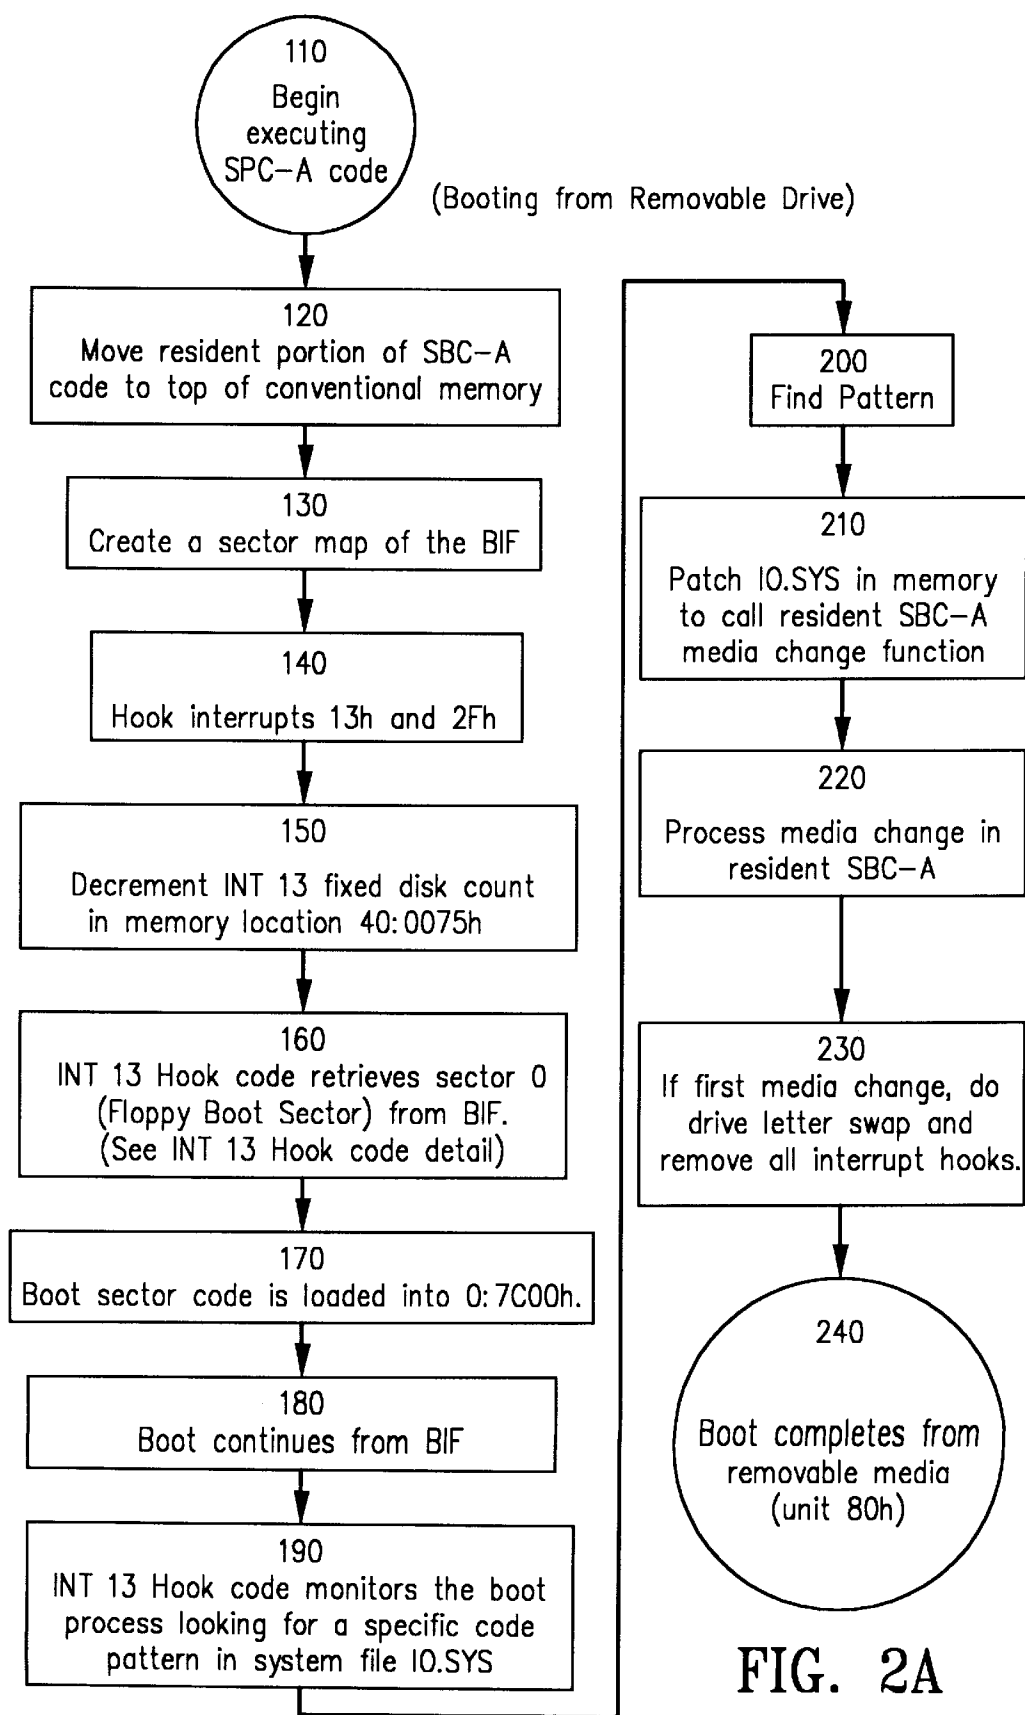 110
Begin
executing
SPC-A code
(Booting from Removable Drive)
120
Move resident portion of SBC-A
code to top of conventional memory
130
Create a sector map of the BIF
140
Hook interrupts 13h and 2Fh
150
Decrement INT 13 fixed disk count
in memory location 40:0075h
160
INT 13 Hook code retrieves sector 0
(Floppy Boot Sector) from BIF.
(See INT 13 Hook code detail)
170
Boot sector code is loaded into 0:7C00h.
180
Boot continues from BIF
190
INT 13 Hook code monitors the boot
process looking for a specific code
pattern in system file IO.SYS
200
Find Pattern
210
Patch IO.SYS in memory
to call resident SBC-A
media change function
220
Process media change in
resident SBC-A
230
If first media change, do
drive letter swap and
remove all interrupt hooks.
240
Boot completes from
removable media
(unit 80h)
FIG. 2A